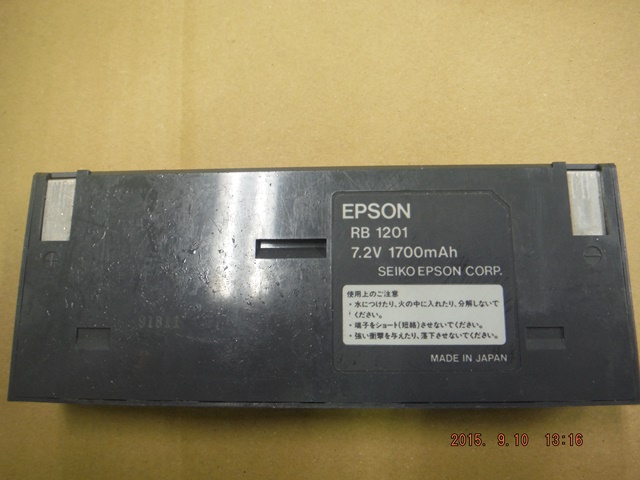 EPSON
RB 1201
7.2V 1700mAh
SEIKO EPSON CORP.
使用上のご注意
・水につけたり、火の中に入れたり、分解しないで
ください。
・端子をショート(短絡)させないでください。
・強い衝撃を与えたり、落下させないでください。
MADE IN JAPAN
2015. 9.10 13:16